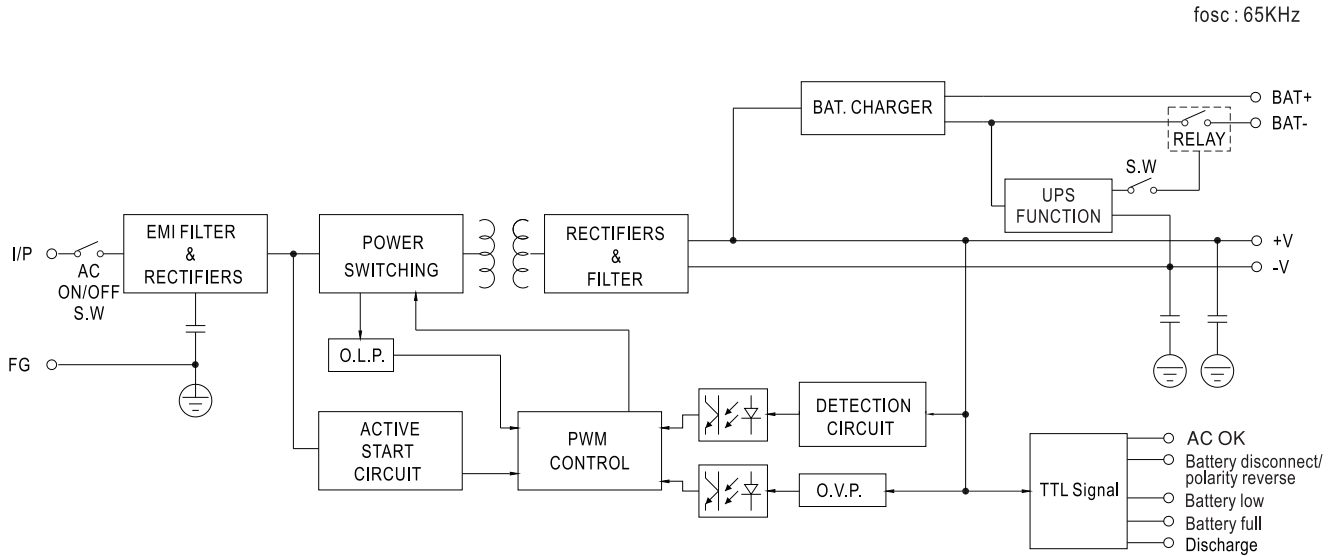 fosc : 65KHz
BAT. CHARGER
BAT+
BAT-
RELAY
S.W
UPS
FUNCTION
I/P
AC
ON/OFF
S.W
EMI FILTER
&
RECTIFIERS
POWER
SWITCHING
RECTIFIERS
&
FILTER
+V
-V
FG
O.L.P.
ACTIVE
START
CIRCUIT
PWM
CONTROL
DETECTION
CIRCUIT
O.V.P.
TTL Signal
AC OK
Battery disconnect/
polarity reverse
Battery low
Battery full
Discharge